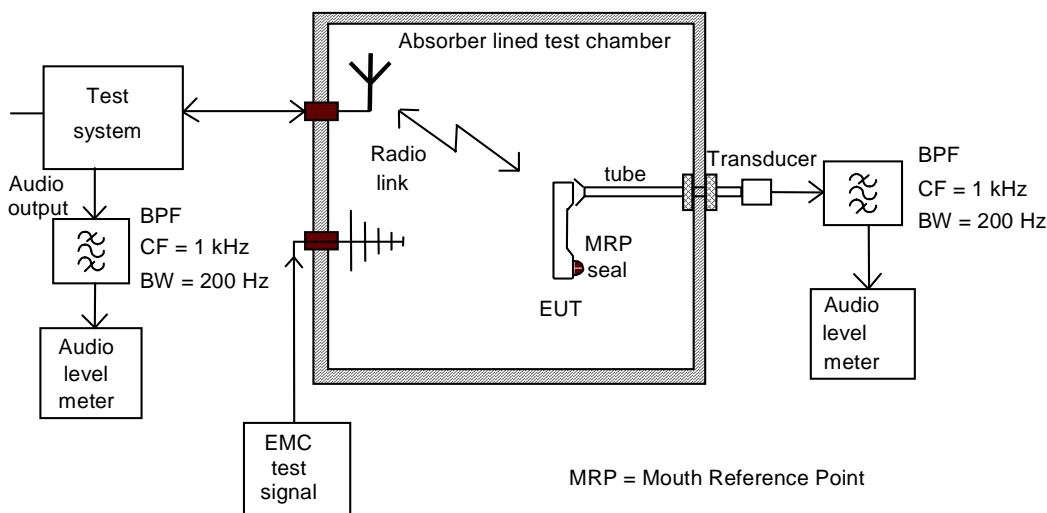 Absorber lined test chamber
Test
system
Radio
link
Audio
output
BPF
CF = 1 kHz
BW = 200 Hz
Audio
level
meter
EMC
test
signal
tube
Transducer
MRP
seal
EUT
BPF
CF = 1 kHz
BW = 200 Hz
Audio
level
meter
MRP = Mouth Reference Point